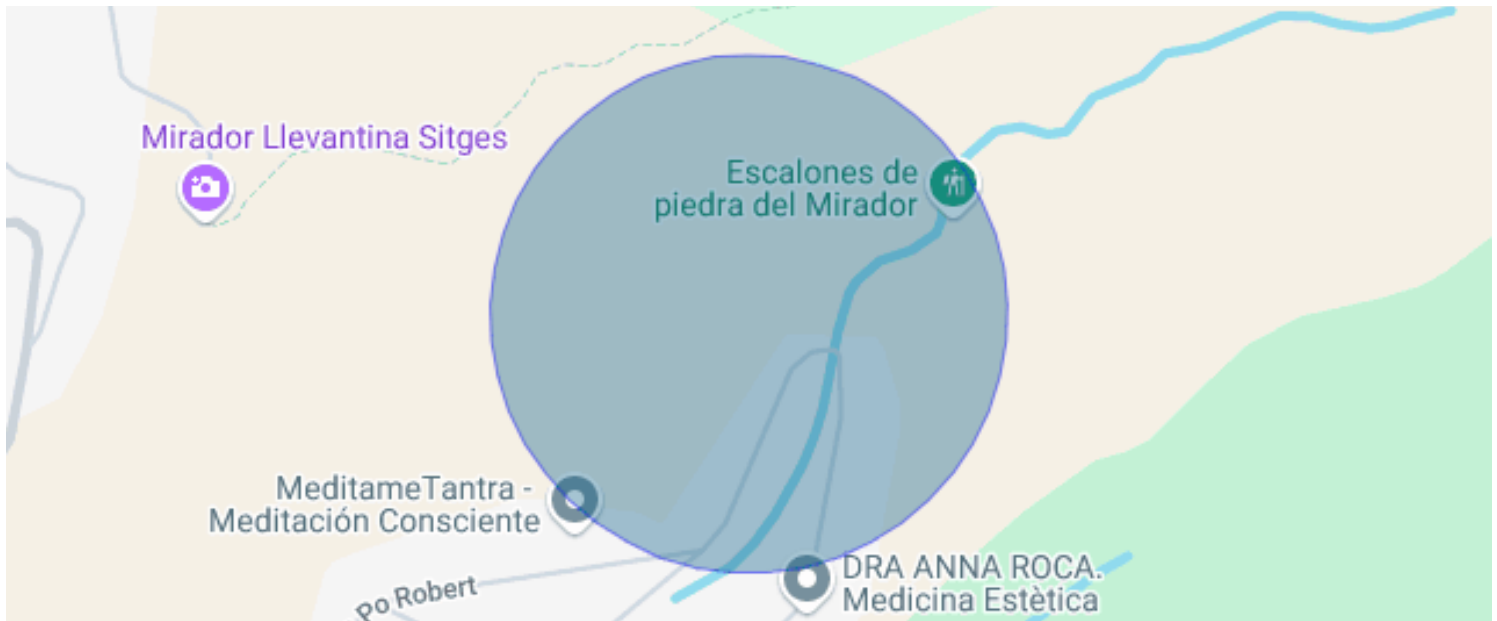 Mirador Llevantina Sitges
Escalones de
piedra del Mirador
MeditameTantra -
Meditación Consciente
Po Robert
DRA ANNA ROCA.
Medicina Estètica